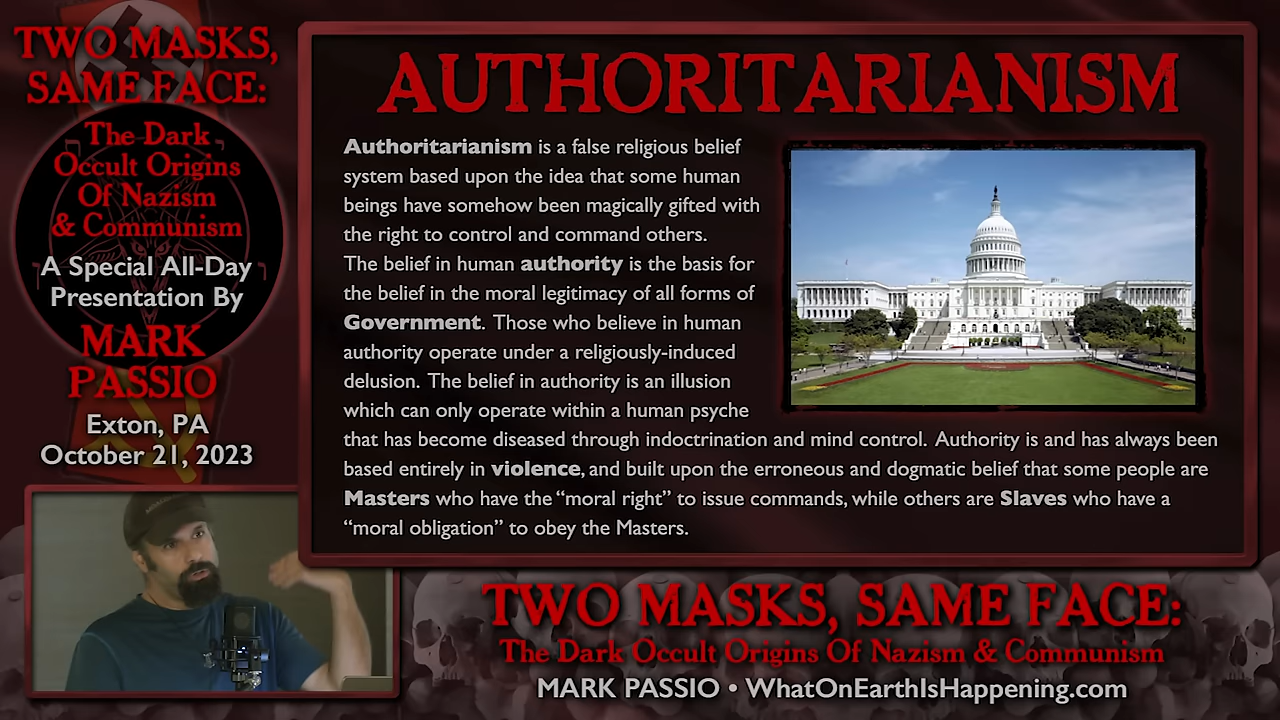 TWO MASKS,
SAME FACE:
The Dark
Occult Origins
Of Nazism
& Communism
A Special All-Day
Presentation By
MARK
PASSIO
Exton, PA
October 21, 2023
AUTHORITARIANISM
Authoritarianism is a false religious belief
system based upon the idea that some human
beings have somehow been magically gifted with
the right to control and command others.
The belief in human authority is the basis for
the belief in the moral legitimacy of all forms of
Government. Those who believe in human
authority operate under a religiously-induced
delusion. The belief in authority is an illusion
which can only operate within a human psyche
that has become diseased through indoctrination and mind control. Authority is and has always been
based entirely in violence, and built upon the erroneous and dogmatic belief that some people are
Masters who have the “moral right” to issue commands, while others are Slaves who have a
“moral obligation” to obey the Masters.
TWO MASKS, SAME FACE:
The Dark Occult Origins Of Nazism & Communism
MARK PASSIO • WhatOnEarthIsHappening.com